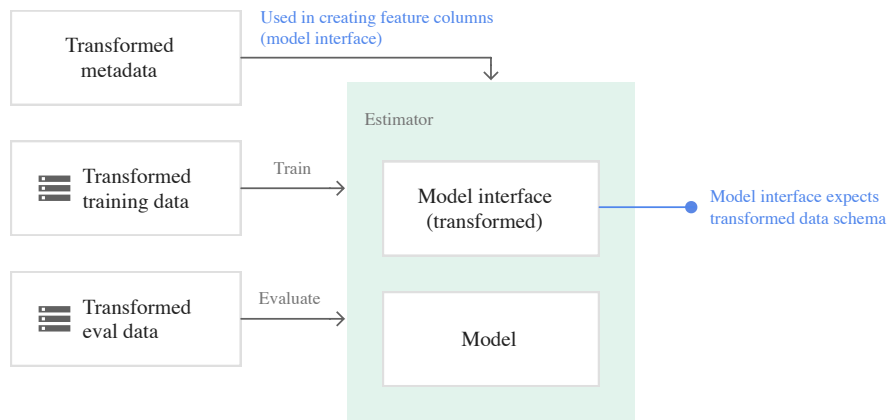 Used in creating feature columns
(model interface)
Transformed
metadata
Estimator
Transformed
training data
Train
Model interface
(transformed)
Model interface expects
transformed data schema
Transformed
eval data
Evaluate
Model